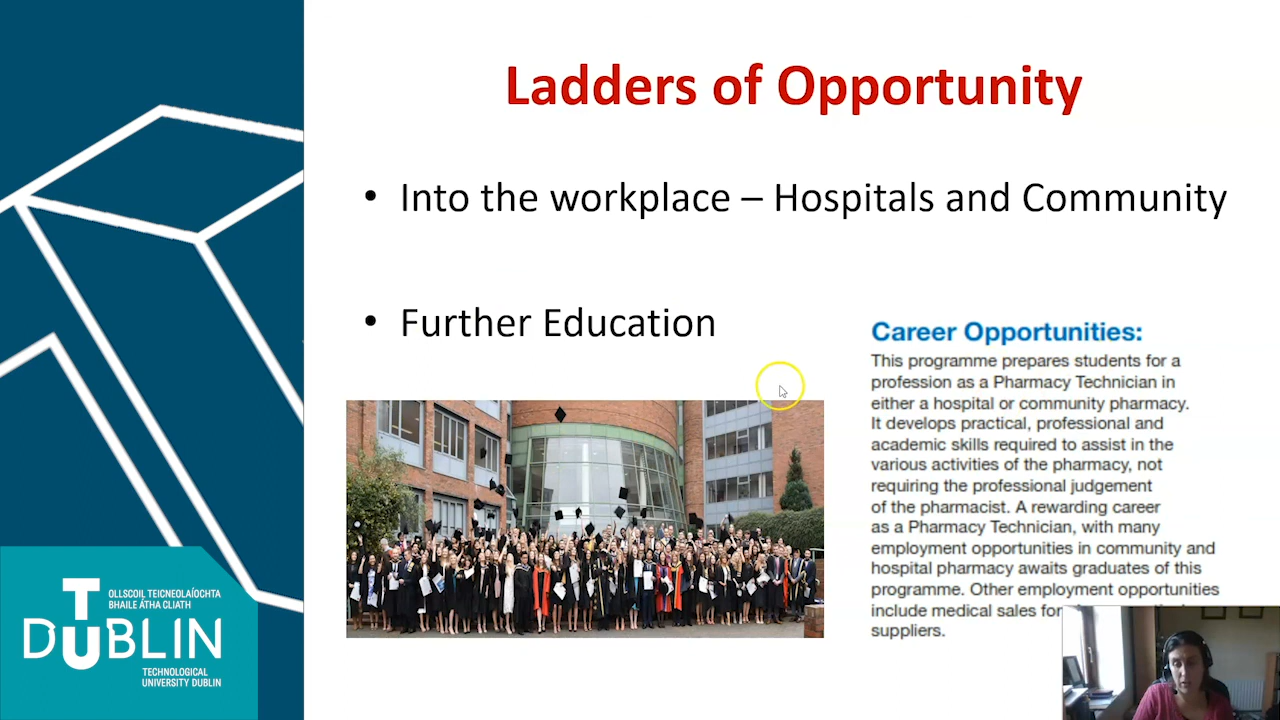 Ladders of Opportunity
• Into the workplace – Hospitals and Community
• Further Education
Career Opportunities:
This programme prepares students for a
profession as a Pharmacy Technician in
either a hospital or community pharmacy.
It develops practical, professional and
academic skills required to assist in the
various activities of the pharmacy, not
requiring the professional judgement
of the pharmacist. A rewarding career
as a Pharmacy Technician, with many
employment opportunities in community and
hospital pharmacy awaits graduates of this
programme. Other employment opportunities
include medical sales for
suppliers.
OLLSCOIL TEICNEOLAÍOCHTA
BHAILE ÁTHA CLIATH
TU DUBLIN
TECHNOLOGICAL
UNIVERSITY DUBLIN